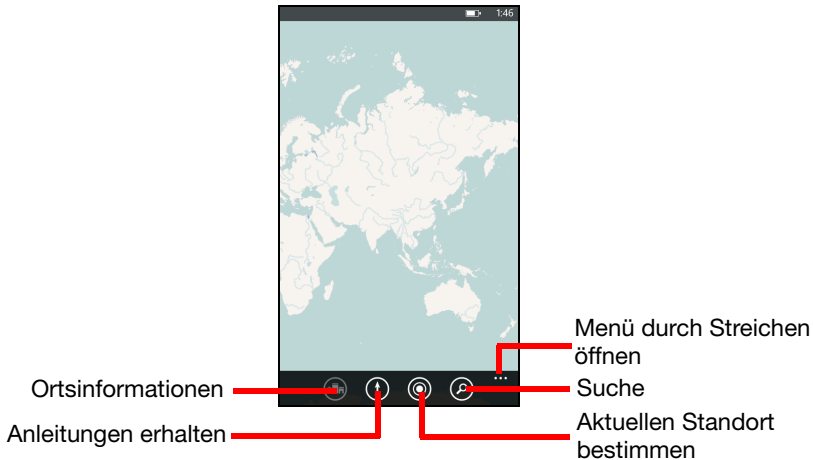 1:46
Menü durch Streichen
öffnen
Ortsinformationen
Suche
Anleitungen erhalten
Aktuellen Standort
bestimmen